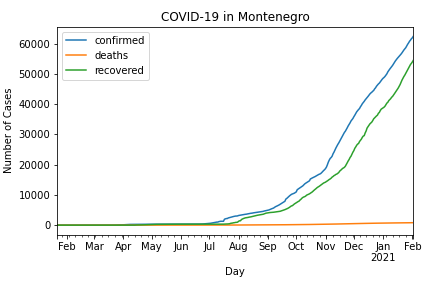 COVID-19 in Montenegro
confirmed
deaths
recovered
Number of Cases
60000
50000
40000
30000
20000
10000
0
Feb Mar Apr May Jun Jul Aug Sep Oct Nov Dec Jan Feb
2021
Day